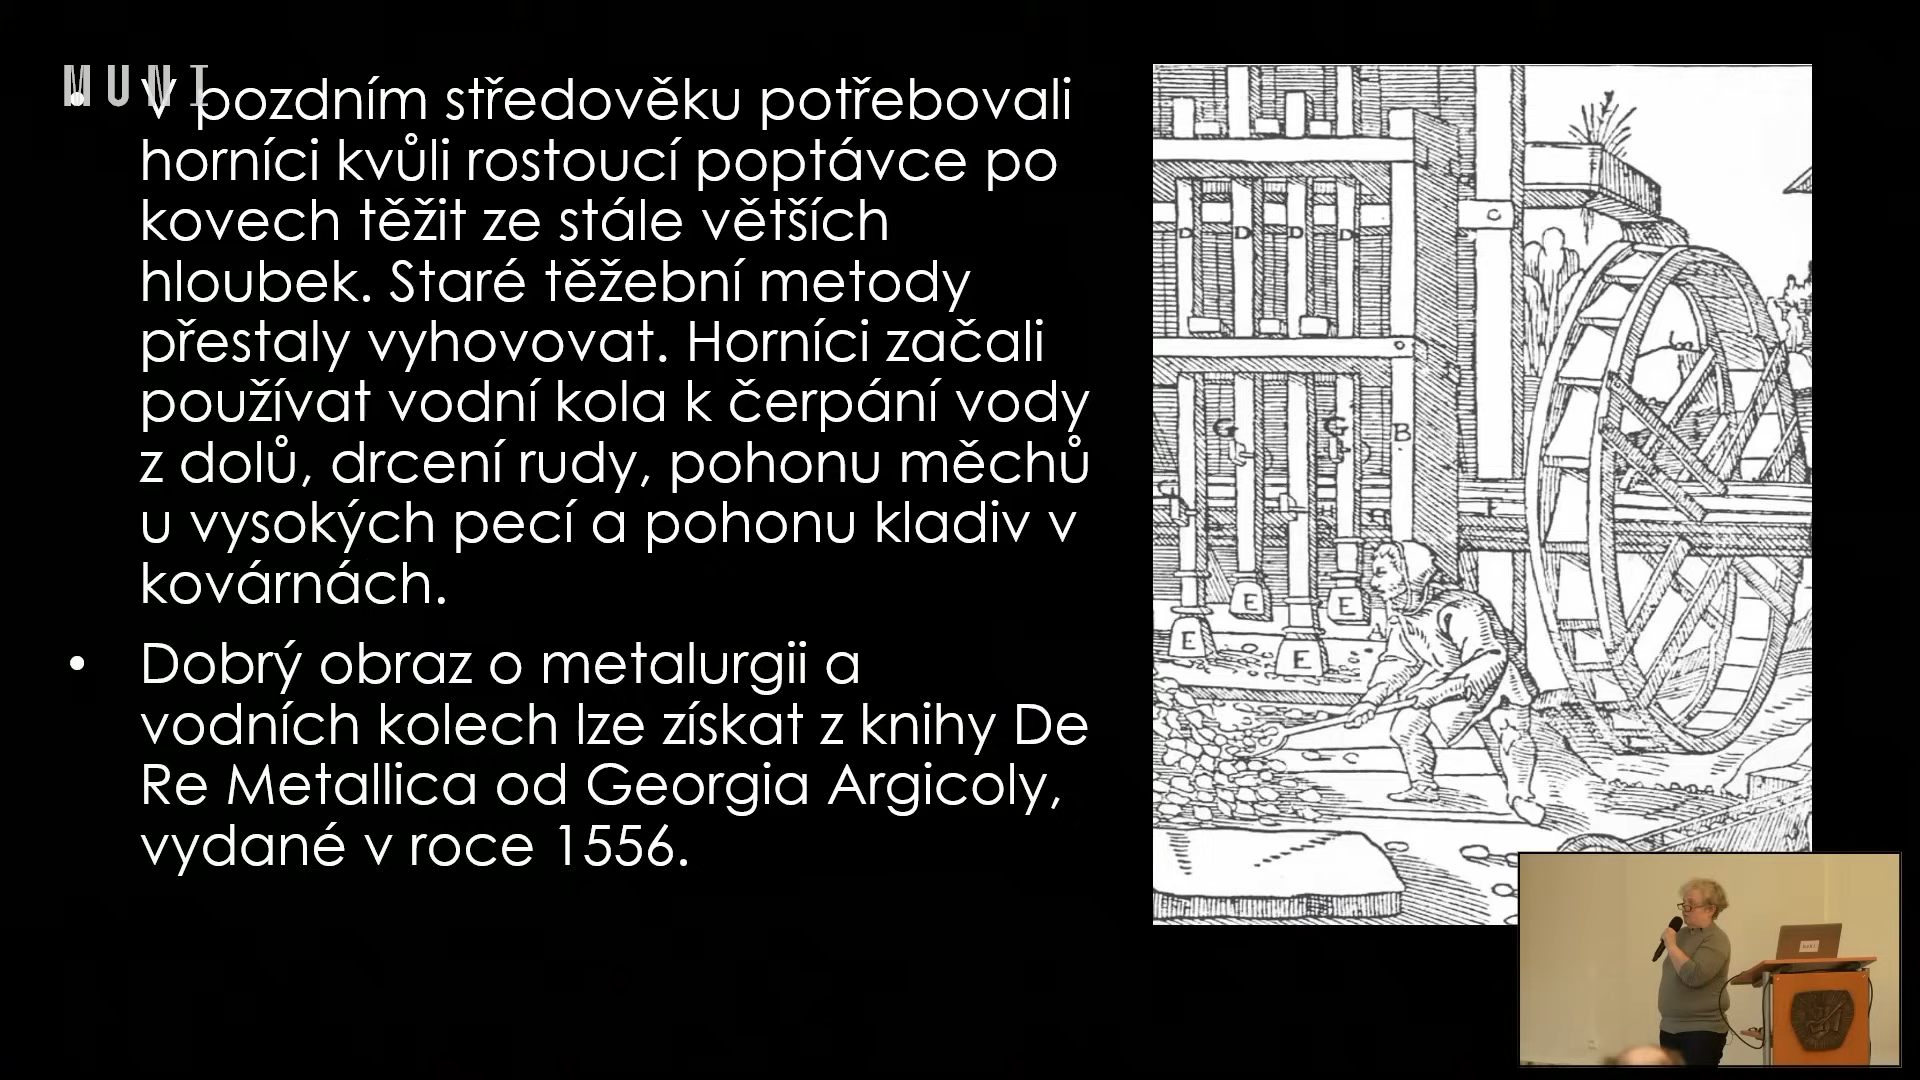 MUNI
• V pozdním středověku potřebovali
horníci kvůli rostoucí poptávce po
kovech těžit ze stále větších
hloubek. Staré těžební metody
přestaly vyhovovat. Horníci začali
používat vodní kola k čerpání vody
z dolů, drcení rudy, pohonu měchů
u vysokých pecí a pohonu kladiv v
kovárnách.
• Dobrý obraz o metalurgii a
vodních kolech lze získat z knihy De
Re Metallica od Georgia Argicoly,
vydané v roce 1556.
C
D D D D
G G B
H F
E E
E E
MUNI